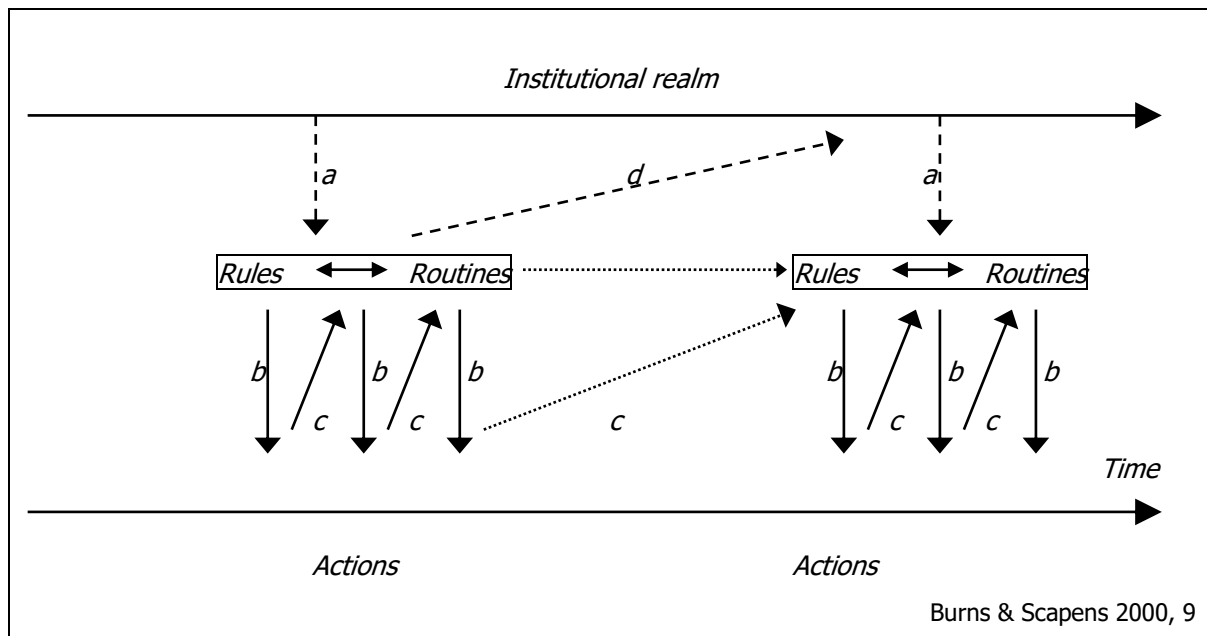 Institutional realm
a d a
Rules Routines Rules Routines
b b b b b b
c c c c c
Time
Actions Actions
Burns & Scapens 2000, 9